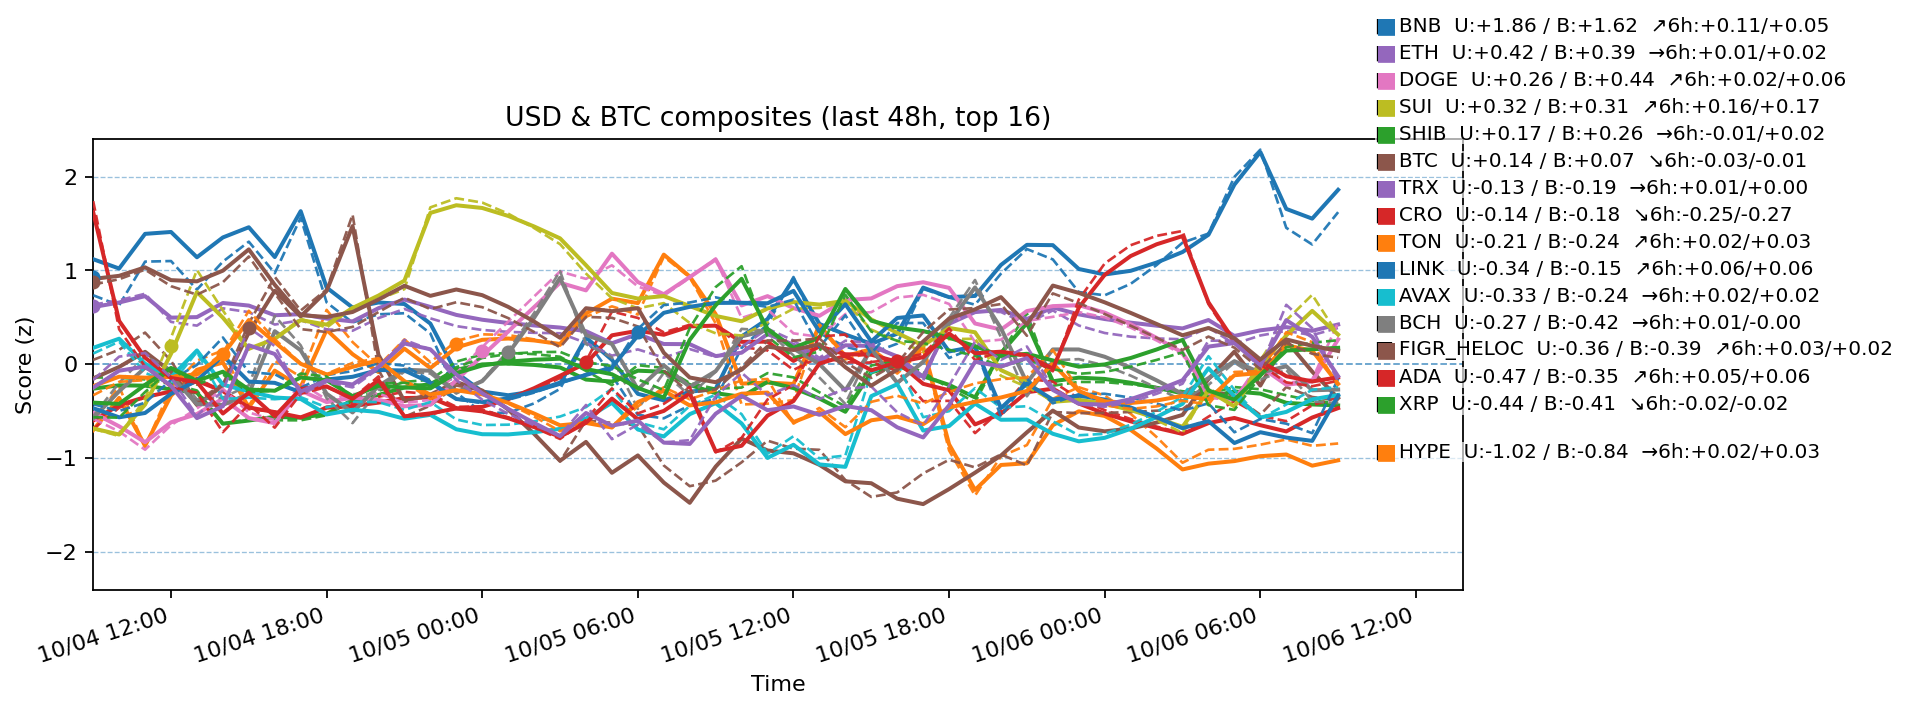 BNB  U:+1.86 / B:+1.62  ↗6h:+0.11/+0.05
ETH  U:+0.42 / B:+0.39  →6h:+0.01/+0.02
DOGE  U:+0.26 / B:+0.44  ↗6h:+0.02/+0.06
SUI  U:+0.32 / B:+0.31  ↗6h:+0.16/+0.17
SHIB  U:+0.17 / B:+0.26  →6h:-0.01/+0.02
BTC  U:+0.14 / B:+0.07  ↘6h:-0.03/-0.01
TRX  U:-0.13 / B:-0.19  →6h:+0.01/+0.00
CRO  U:-0.14 / B:-0.18  ↘6h:-0.25/-0.27
TON  U:-0.21 / B:-0.24  ↗6h:+0.02/+0.03
LINK  U:-0.34 / B:-0.15  ↗6h:+0.06/+0.06
AVAX  U:-0.33 / B:-0.24  →6h:+0.02/+0.02
BCH  U:-0.27 / B:-0.42  →6h:+0.01/-0.00
FIGR_HELOC  U:-0.36 / B:-0.39  ↗6h:+0.03/+0.02
ADA  U:-0.47 / B:-0.35  ↗6h:+0.05/+0.06
XRP  U:-0.44 / B:-0.41  ↘6h:-0.02/-0.02
HYPE  U:-1.02 / B:-0.84  →6h:+0.02/+0.03
USD & BTC composites (last 48h, top 16)
Score (z)
2
1
0
−1
−2
10/04 12:00
10/04 18:00
10/05 00:00
10/05 06:00
10/05 12:00
10/05 18:00
10/06 00:00
10/06 06:00
10/06 12:00
Time